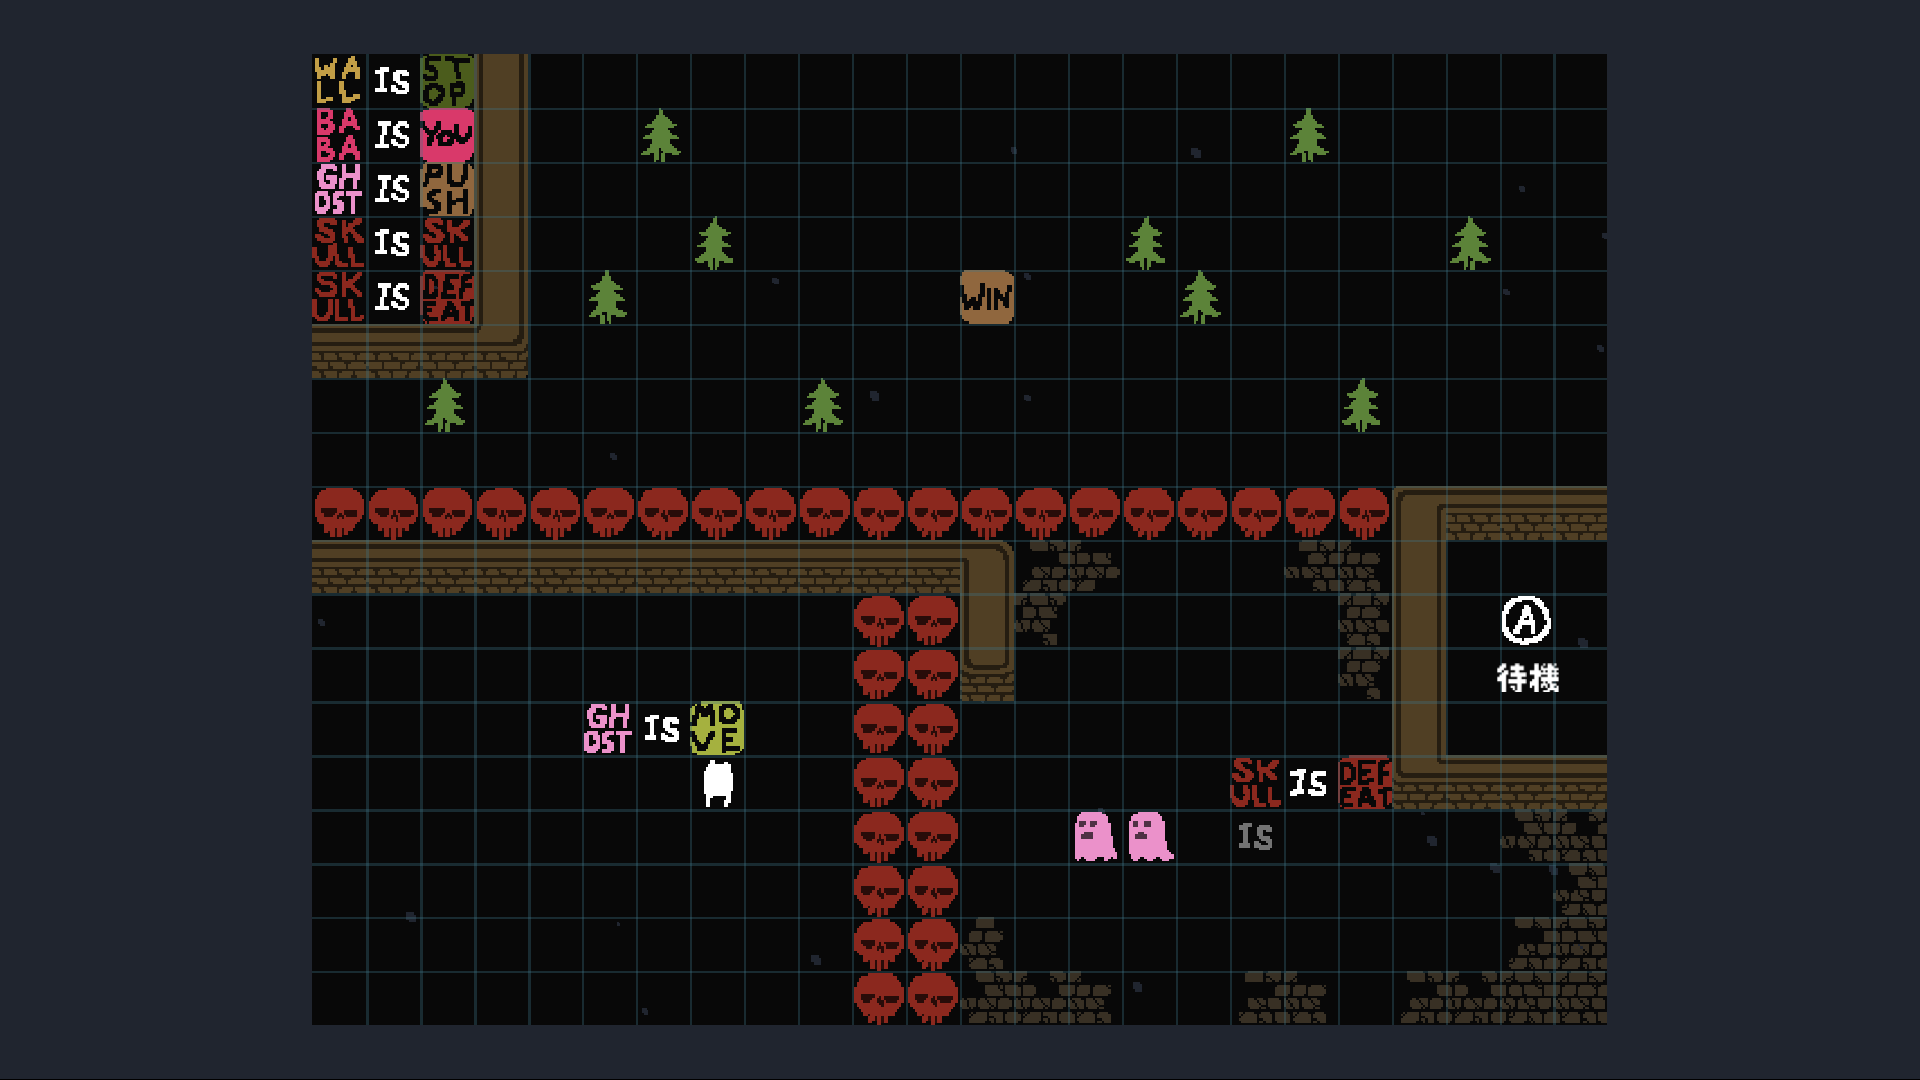 WALL IS STOP
BABA IS YOU
GHOST IS PUSH
SKULL IS SKULL
SKULL IS DEFEAT
WIN
A
待機
GHOST IS MOVE
SKULL IS DEFEAT
IS